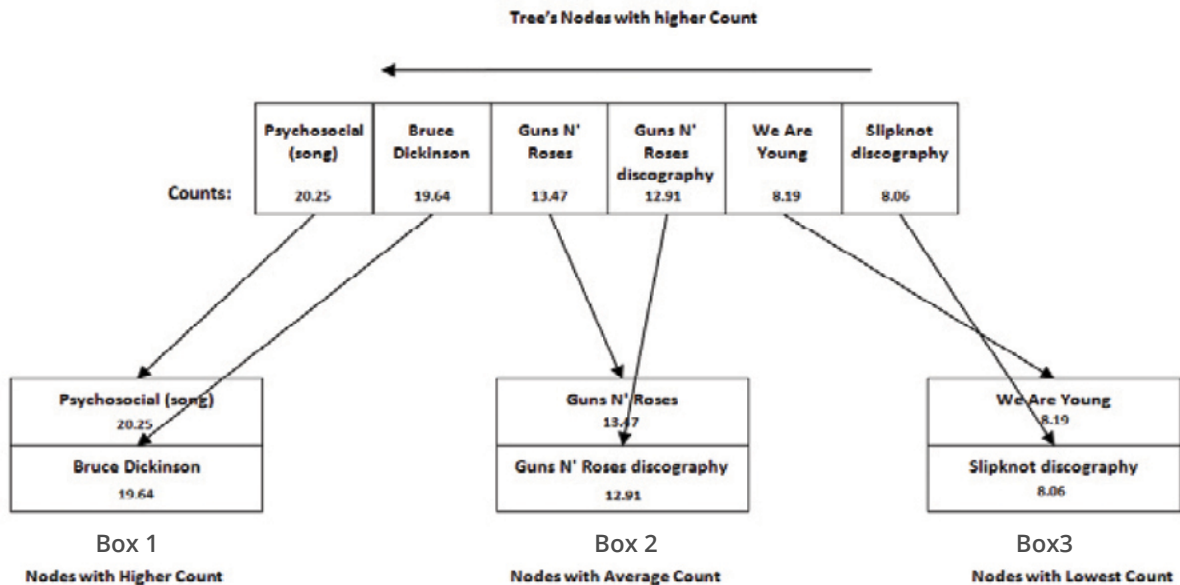 Tree's Nodes with higher Count
Psychosocial (song)
20.25
Bruce Dickinson
19.64
Guns N' Roses
13.47
Guns N' Roses discography
12.91
We Are Young
8.19
Slipknot discography
8.06
Counts:
Psychosocial (song)
20.25
Bruce Dickinson
19.64
Guns N' Roses
13.47
Guns N' Roses discography
12.91
We Are Young
8.19
Slipknot discography
8.06
Box 1
Box 2
Box3
Nodes with Higher Count
Nodes with Average Count
Nodes with Lowest Count